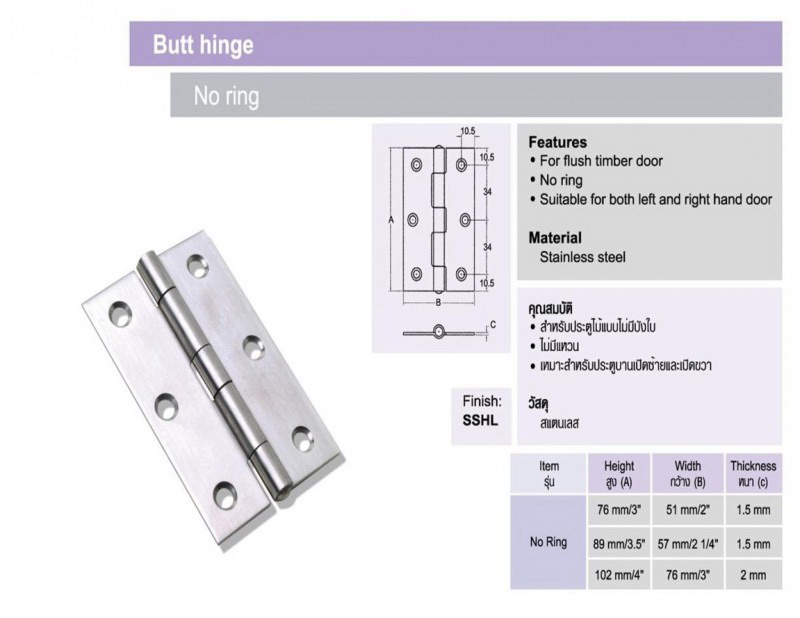 Butt hinge
No ring
10.5
10.5
34
A
34
10.5
B
C
Features
• For flush timber door
• No ring
• Suitable for both left and right hand door
Material
Stainless steel
คุณสมบัติ
• สำหรับประตูไม้แบบไม่มีบังใบ
• ไม่มีแหวน
• เหมาะสำหรับประตูบานเปิดซ้ายและเปิดขวา
วัสดุ
สแตนเลส
Finish:
SSHL
Item Height Width Thickness
รุ่น สูง (A) กว้าง (B) หนา (c)
76 mm/3" 51 mm/2" 1.5 mm
No Ring 89 mm/3.5" 57 mm/2 1/4" 1.5 mm
102 mm/4" 76 mm/3" 2 mm